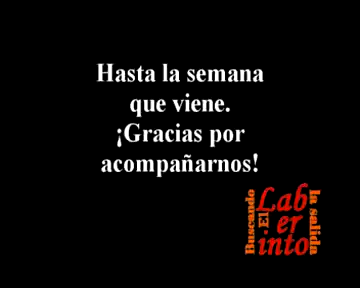 Hasta la semana
que viene.
¡Gracias por
acompañarnos!
Buscando
El
Lab
er
into
la salida